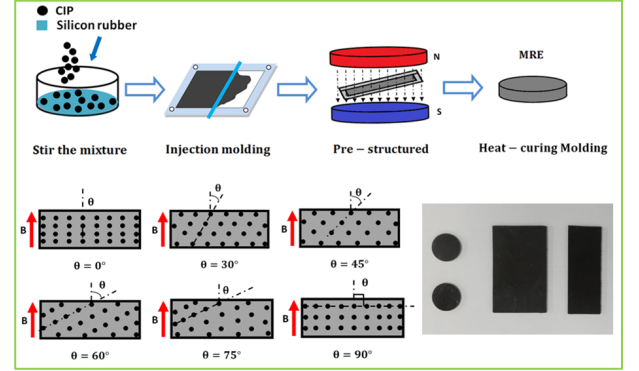 CIP
Silicon rubber
N
S
MRE
Stir the mixture
Injection molding
Pre − structured
Heat − curing Molding
θ
θ
θ
B
B
B
θ = 0°
θ = 30°
θ = 45°
θ
θ
θ
B
B
B
θ = 60°
θ = 75°
θ = 90°